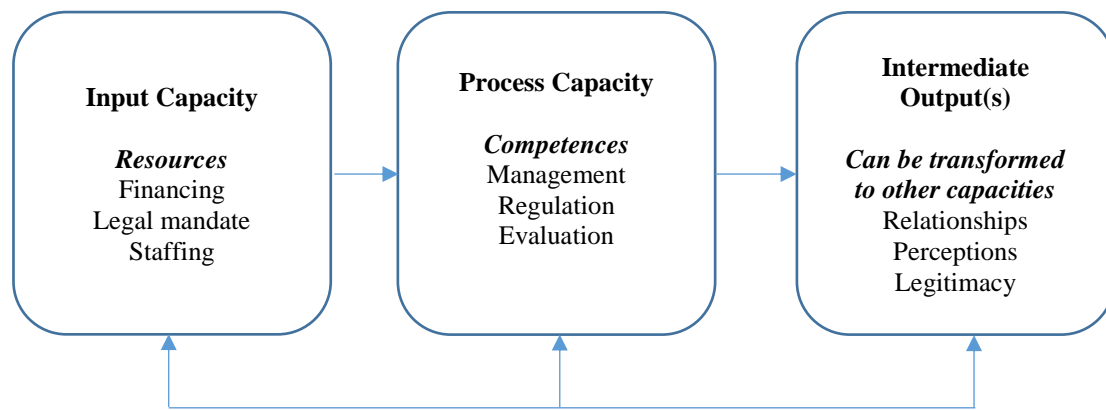 Input Capacity
Resources
Financing
Legal mandate
Staffing
Process Capacity
Competences
Management
Regulation
Evaluation
Intermediate
Output(s)
Can be transformed
to other capacities
Relationships
Perceptions
Legitimacy